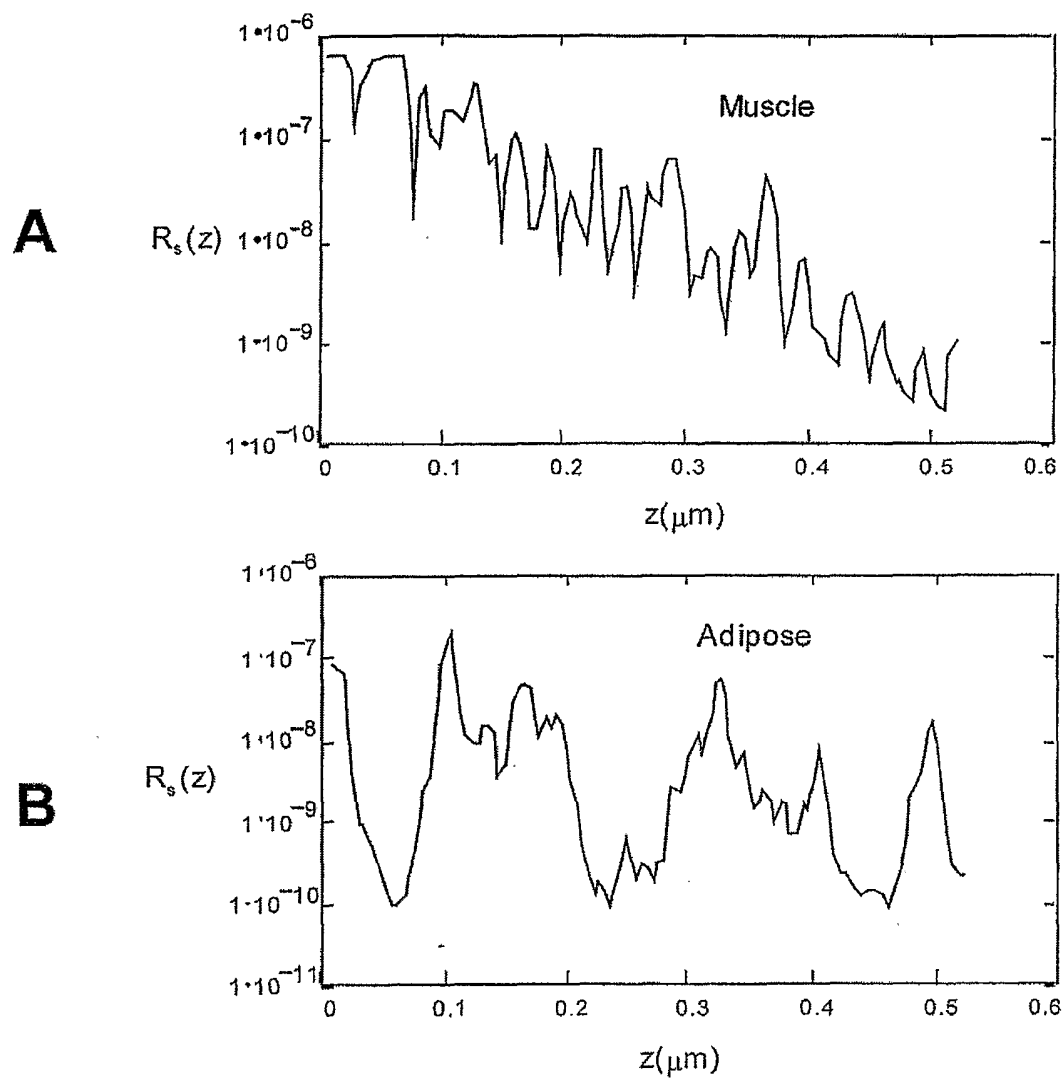 1•10⁻⁶
Muscle
1•10⁻⁷
A
Rₛ(z)
1•10⁻⁸
1•10⁻⁹
1•10⁻¹⁰
0 0.1 0.2 0.3 0.4 0.5 0.6
z(μm)
1·10⁻⁶
Adipose
1·10⁻⁷
1·10⁻⁸
B
Rₛ(z)
1·10⁻⁹
1·10⁻¹⁰
1•10⁻¹¹
0 0.1 0.2 0.3 0.4 0.5 0.6
z(μm)